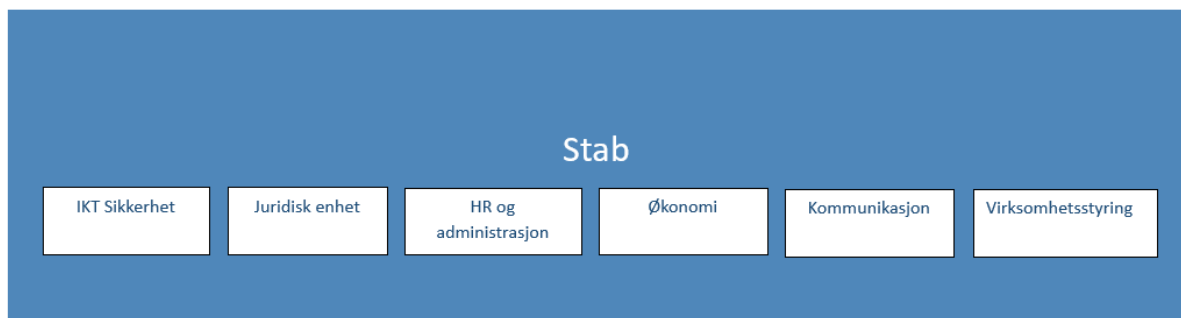 Stab
IKT Sikkerhet
Juridisk enhet
HR og
administrasjon
Økonomi
Kommunikasjon
Virksomhetsstyring